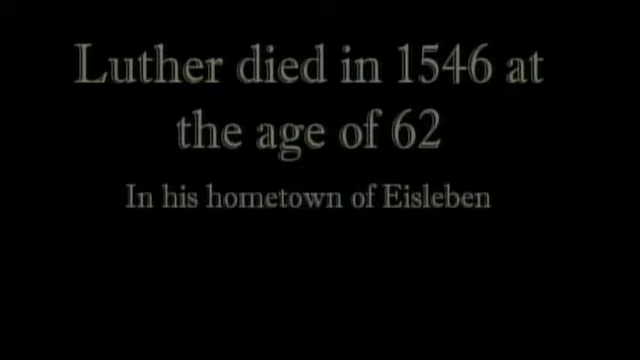 Luther died in 1546 at
the age of 62
In his hometown of Eisleben